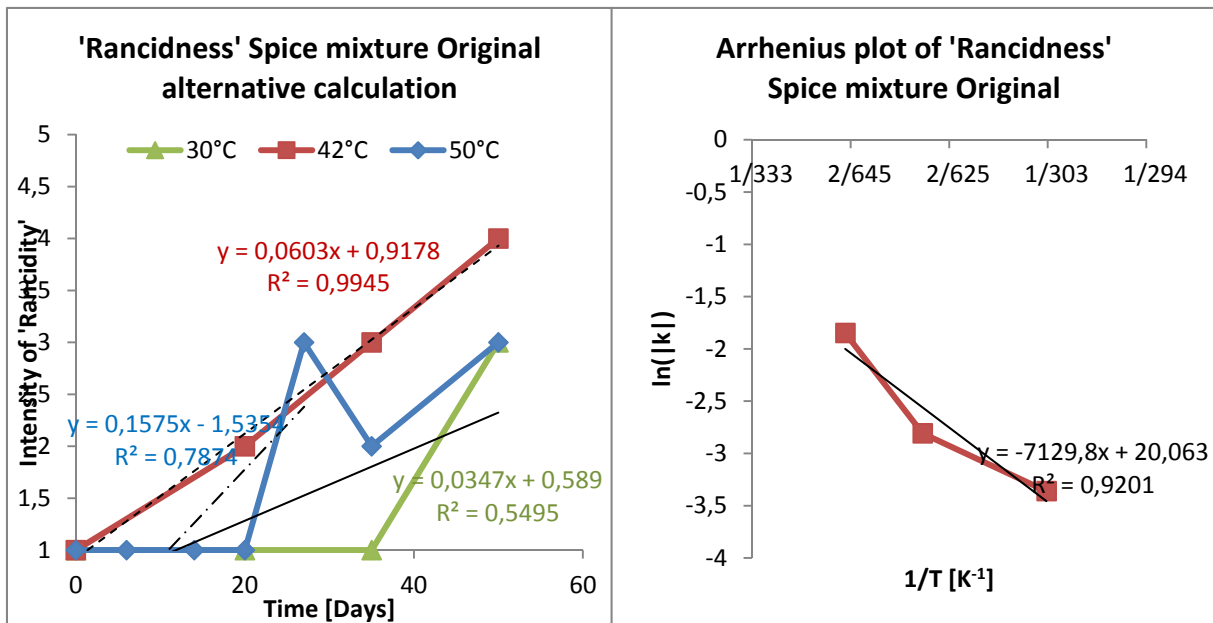 'Rancidness' Spice mixture Original
alternative calculation
30°C 42°C 50°C
5
4,5
4
3,5
3
2,5
2
1,5
1
Intensity of 'Rancidity'
y = 0,0603x + 0,9178
R² = 0,9945
y = 0,1575x - 1,5354
R² = 0,7874
y = 0,0347x + 0,589
R² = 0,5495
0 20 40 60
Time [Days]
Arrhenius plot of 'Rancidness'
Spice mixture Original
0
1/333 2/645 2/625 1/303 1/294
-0,5
-1
-1,5
-2
-2,5
-3
-3,5
-4
ln(|k|)
y = -7129,8x + 20,063
R² = 0,9201
1/T [K⁻¹]